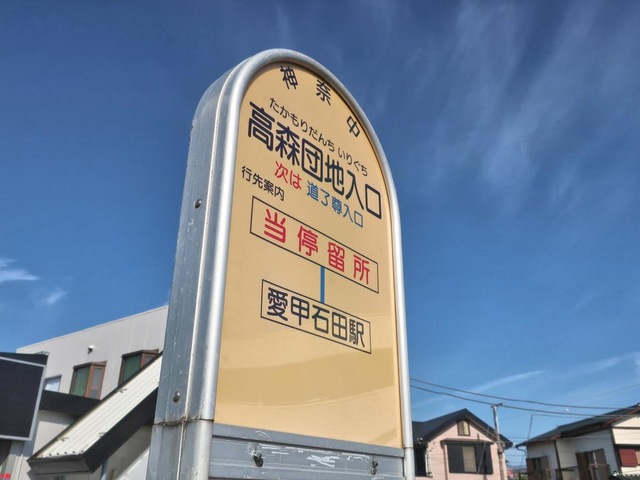 神奈中
たかもりだんち いりぐち
高森団地入口
次は 道了尊入口
行先案内
当停留所
愛甲石田駅